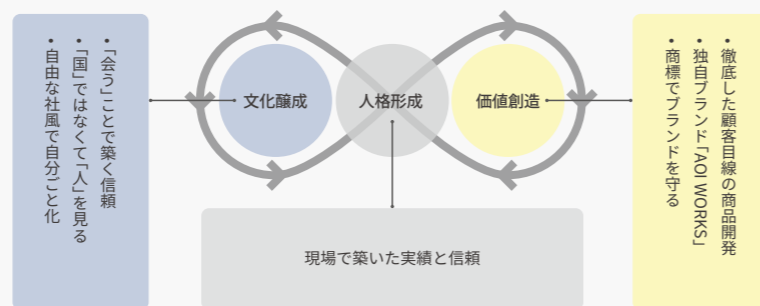 ・「会う」ことで築く信頼
・「国」ではなくて「人」を見る
・自由な社風で自分ごと化
文化醸成
人格形成
価値創造
・徹底した顧客目線の商品開発
・独自ブランド「AOI WORKS」
・商標でブランドを守る
現場で築いた実績と信頼